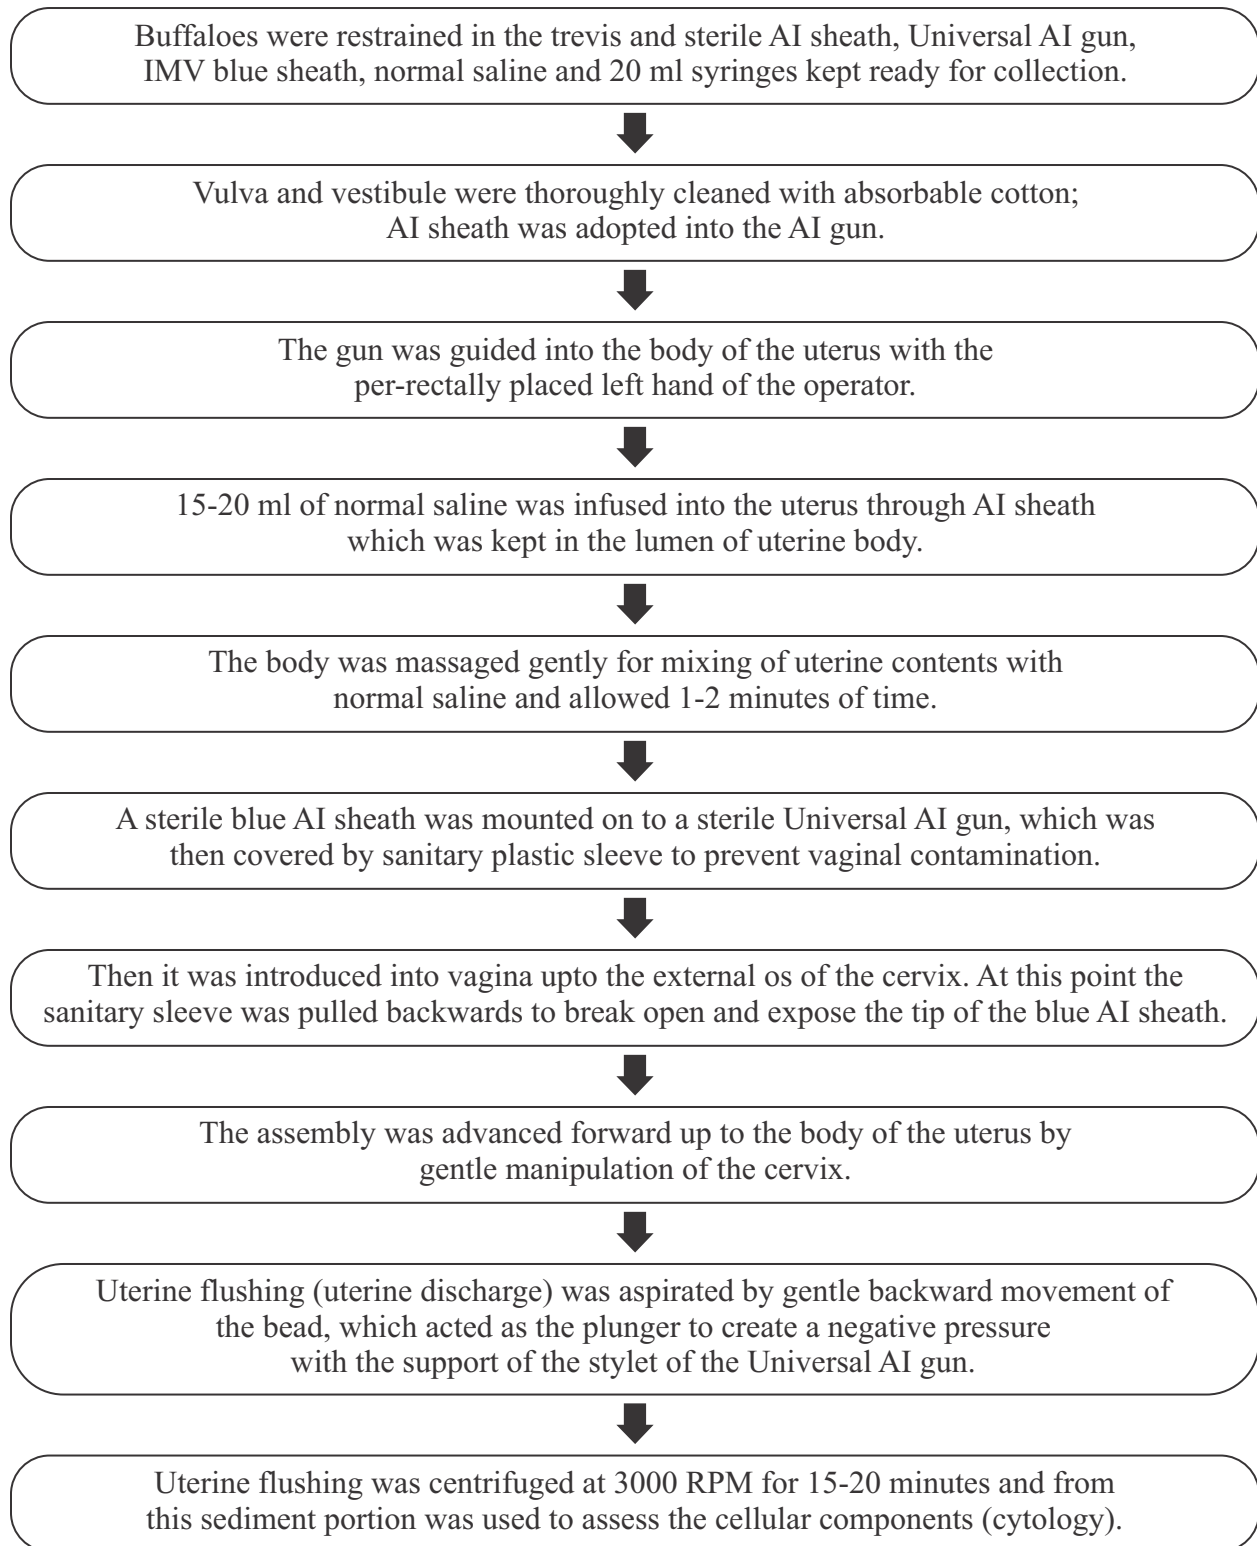 Buffaloes were restrained in the trevis and sterile AI sheath, Universal AI gun,
IMV blue sheath, normal saline and 20 ml syringes kept ready for collection.
Vulva and vestibule were thoroughly cleaned with absorbable cotton;
AI sheath was adopted into the AI gun.
The gun was guided into the body of the uterus with the
per-rectally placed left hand of the operator.
15-20 ml of normal saline was infused into the uterus through AI sheath
which was kept in the lumen of uterine body.
The body was massaged gently for mixing of uterine contents with
normal saline and allowed 1-2 minutes of time.
A sterile blue AI sheath was mounted on to a sterile Universal AI gun, which was
then covered by sanitary plastic sleeve to prevent vaginal contamination.
Then it was introduced into vagina upto the external os of the cervix. At this point the
sanitary sleeve was pulled backwards to break open and expose the tip of the blue AI sheath.
The assembly was advanced forward up to the body of the uterus by
gentle manipulation of the cervix.
Uterine flushing (uterine discharge) was aspirated by gentle backward movement of
the bead, which acted as the plunger to create a negative pressure
with the support of the stylet of the Universal AI gun.
Uterine flushing was centrifuged at 3000 RPM for 15-20 minutes and from
this sediment portion was used to assess the cellular components (cytology).